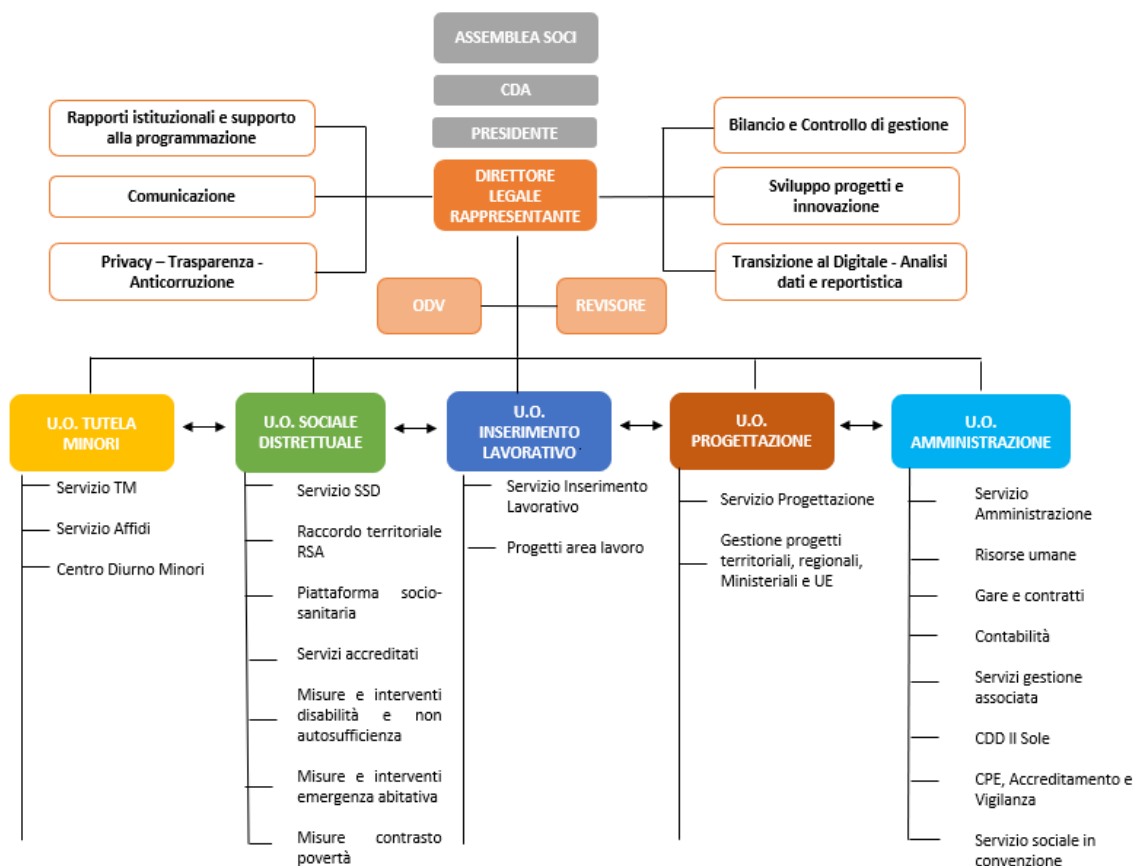 ASSEMBLEA SOCI
CDA
PRESIDENTE
DIRETTORE
LEGALE
RAPPRESENTANTE
Rapporti istituzionali e supporto
alla programmazione
Comunicazione
Privacy – Trasparenza -
Anticorruzione
Bilancio e Controllo di gestione
Sviluppo progetti e
innovazione
Transizione al Digitale - Analisi
dati e reportistica
ODV
REVISORE
U.O. TUTELA
MINORI
Servizio TM
Servizio Affidi
Centro Diurno Minori
U.O. SOCIALE
DISTRETTUALE
Servizio SSD
Raccordo territoriale
RSA
Piattaforma socio-
sanitaria
Servizi accreditati
Misure e interventi
disabilità e non
autosufficienza
Misure e interventi
emergenza abitativa
Misure contrasto
povertà
U.O.
INSERIMENTO
LAVORATIVO
Servizio Inserimento
Lavorativo
Progetti area lavoro
U.O.
PROGETTAZIONE
Servizio Progettazione
Gestione progetti
territoriali, regionali,
Ministeriali e UE
U.O.
AMMINISTRAZIONE
Servizio
Amministrazione
Risorse umane
Gare e contratti
Contabilità
Servizi gestione
associata
CDD Il Sole
CPE, Accreditamento e
Vigilanza
Servizio sociale in
convenzione